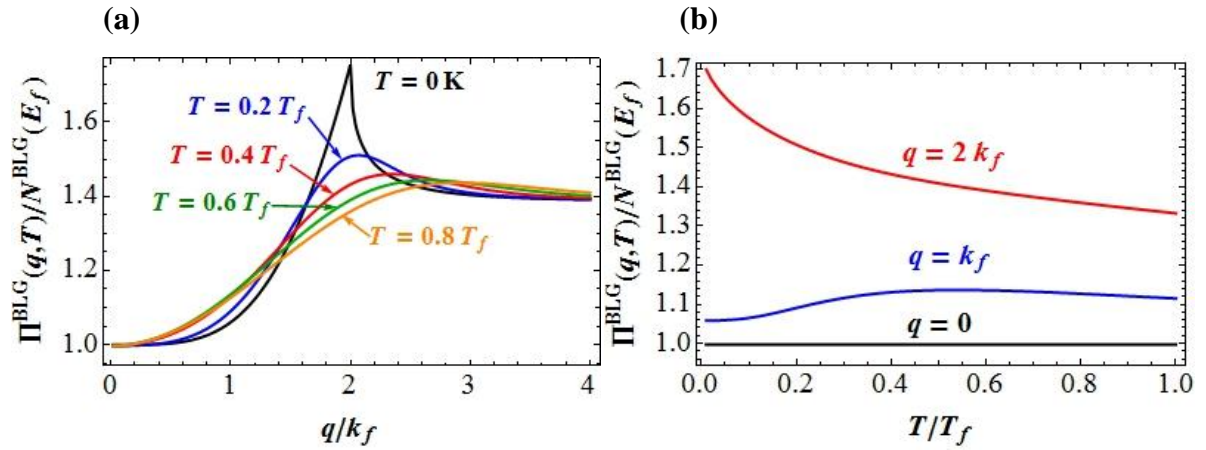 (a)
(b)
Π^BLG(q,T)/N^BLG(E_f)
1.6
1.4
1.2
1.0
T = 0 K
T = 0.2 T_f
T = 0.4 T_f
T = 0.6 T_f
T = 0.8 T_f
0
1
2
3
4
q/k_f
Π^BLG(q,T)/N^BLG(E_f)
1.7
1.6
1.5
1.4
1.3
1.2
1.1
1.0
q = 2 k_f
q = k_f
q = 0
0.0
0.2
0.4
0.6
0.8
1.0
T/T_f